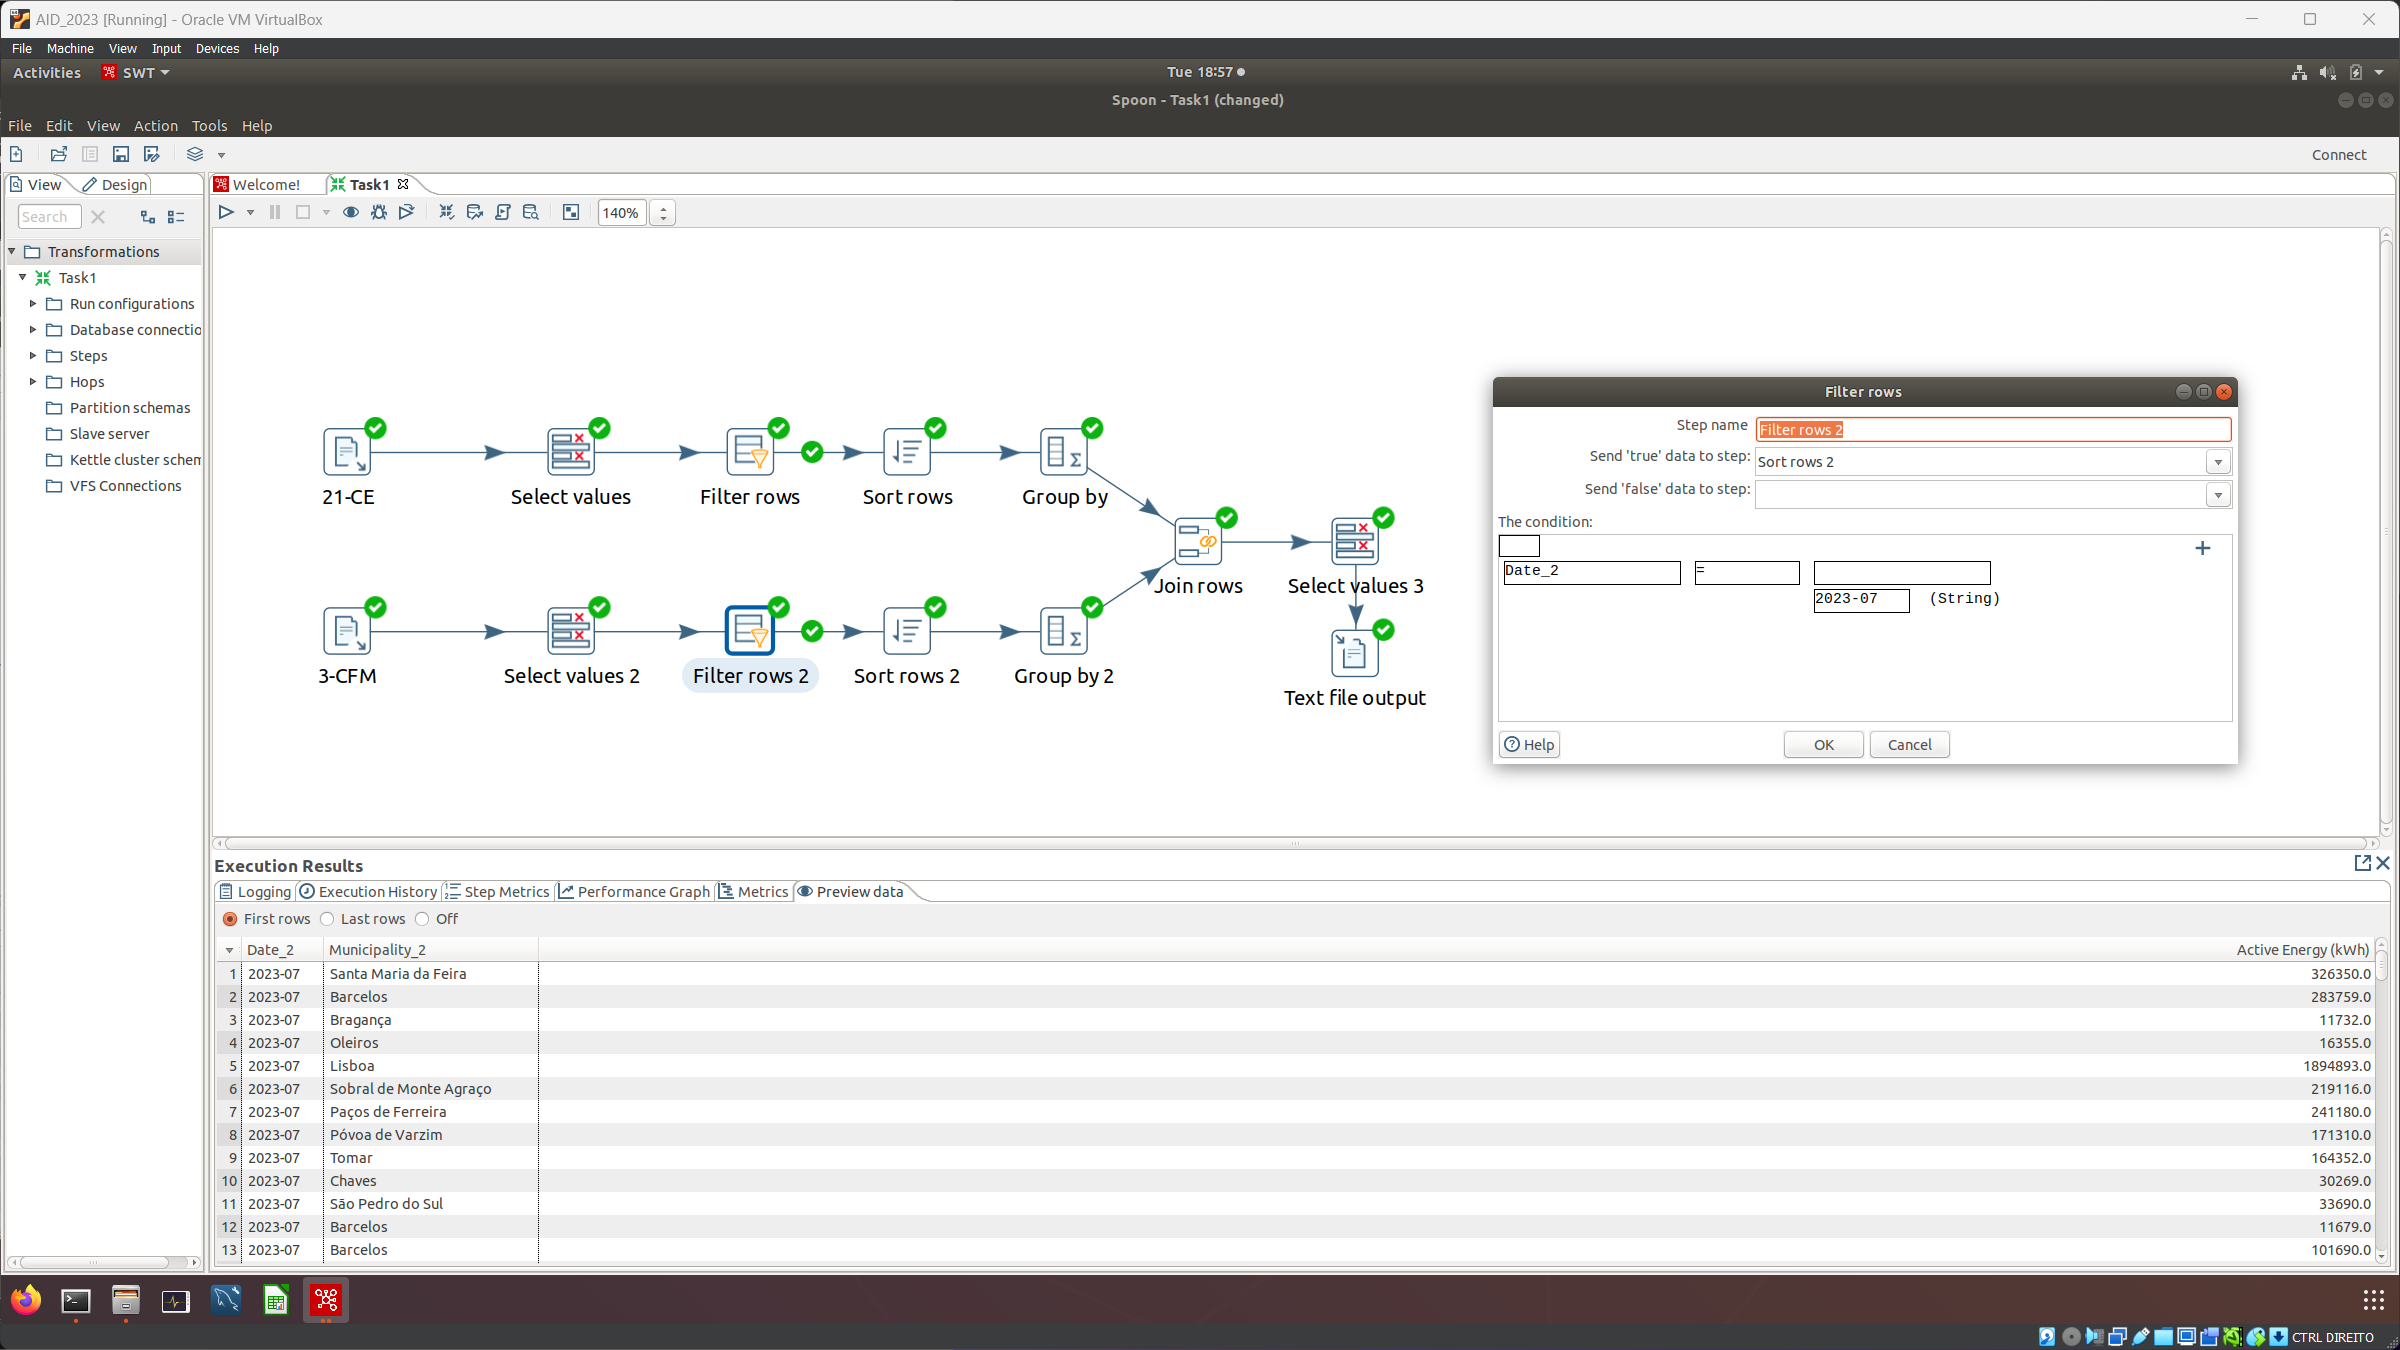 AID_2023 [Running] - Oracle VM VirtualBox
File Machine View Input Devices Help
Activities SWT Tue 18:57
Spoon - Task1 (changed)
File Edit View Action Tools Help
Connect
View Design Welcome! Task1
Search 140%
Transformations
Task1
Run configurations
Database connectio
Steps
Hops
Partition schemas
Slave server
Kettle cluster schem
VFS Connections
21-CE Select values Filter rows Sort rows Group by
Join rows Select values 3
3-CFM Select values 2 Filter rows 2 Sort rows 2 Group by 2
Text file output
Filter rows
Step name Filter rows 2
Send 'true' data to step: Sort rows 2
Send 'false' data to step:
The condition:
Date_2 =
2023-07 (String)
Help OK Cancel
Execution Results
Logging Execution History Step Metrics Performance Graph Metrics Preview data
First rows Last rows Off
Date_2 Municipality_2 Active Energy (kWh)
1 2023-07 Santa Maria da Feira 326350.0
2 2023-07 Barcelos 283759.0
3 2023-07 Bragança 11732.0
4 2023-07 Oleiros 16355.0
5 2023-07 Lisboa 1894893.0
6 2023-07 Sobral de Monte Agraço 219116.0
7 2023-07 Paços de Ferreira 241180.0
8 2023-07 Póvoa de Varzim 171310.0
9 2023-07 Tomar 164352.0
10 2023-07 Chaves 30269.0
11 2023-07 São Pedro do Sul 33690.0
12 2023-07 Barcelos 11679.0
13 2023-07 Barcelos 101690.0
CTRL DIREITO